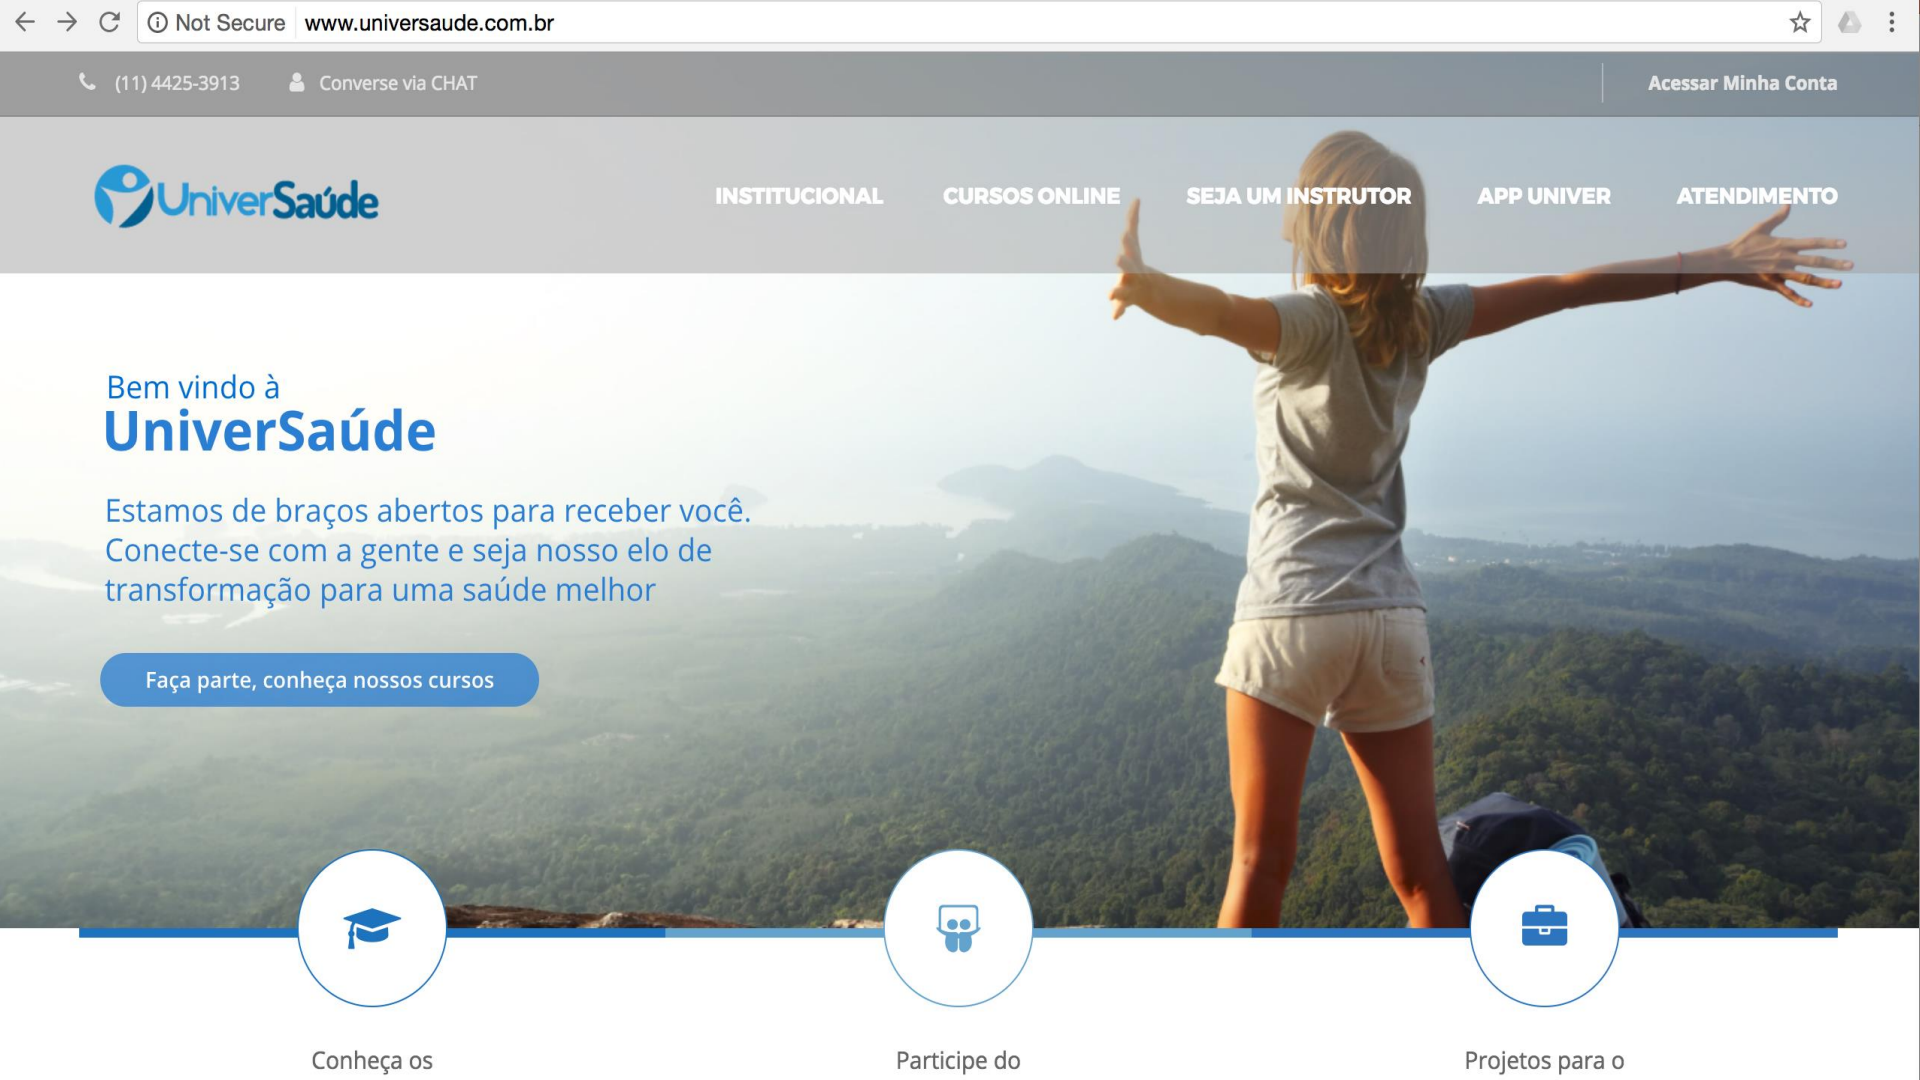 Not Secure www.universaude.com.br
(11) 4425-3913 Converse via CHAT Acessar Minha Conta
UniverSaúde INSTITUCIONAL CURSOS ONLINE SEJA UM INSTRUTOR APP UNIVER ATENDIMENTO
Bem vindo à
UniverSaúde
Estamos de braços abertos para receber você.
Conecte-se com a gente e seja nosso elo de
transformação para uma saúde melhor
Faça parte, conheça nossos cursos
Conheça os Participe do Projetos para o